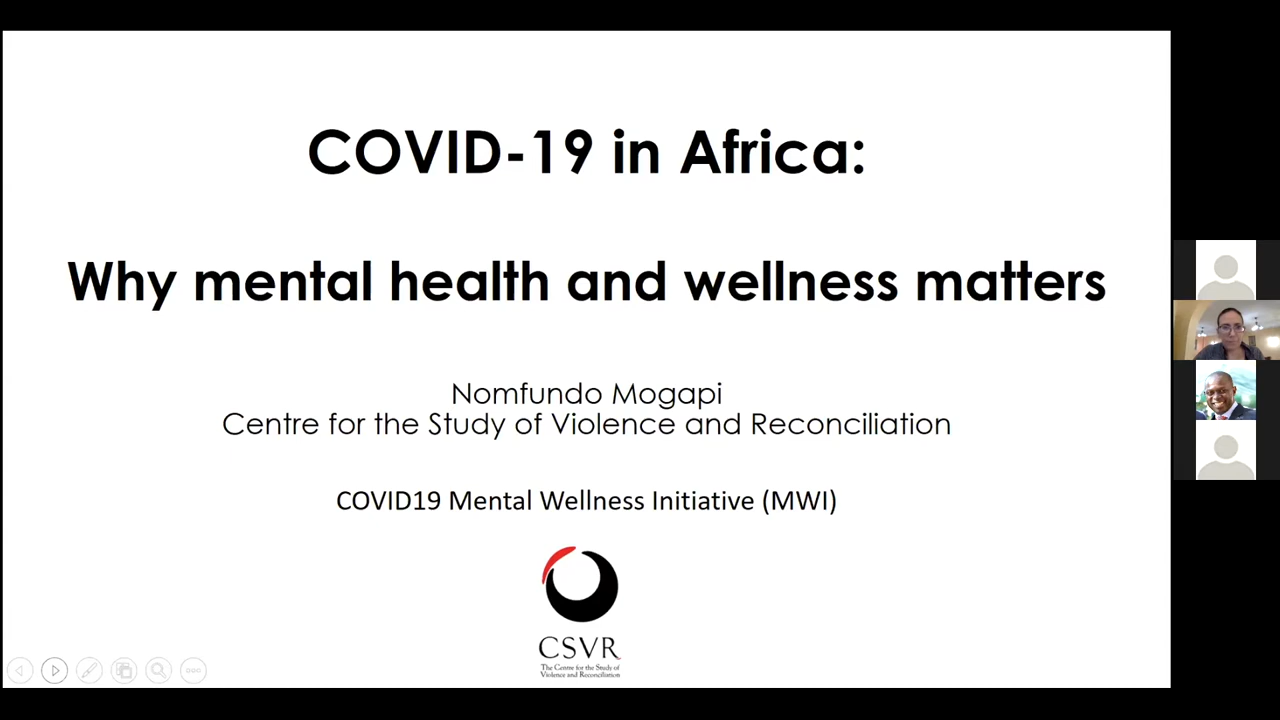 COVID-19 in Africa:
Why mental health and wellness matters
Nomfundo Mogapi
Centre for the Study of Violence and Reconciliation
COVID19 Mental Wellness Initiative (MWI)
CSVR
The Centre for the Study of
Violence and Reconciliation